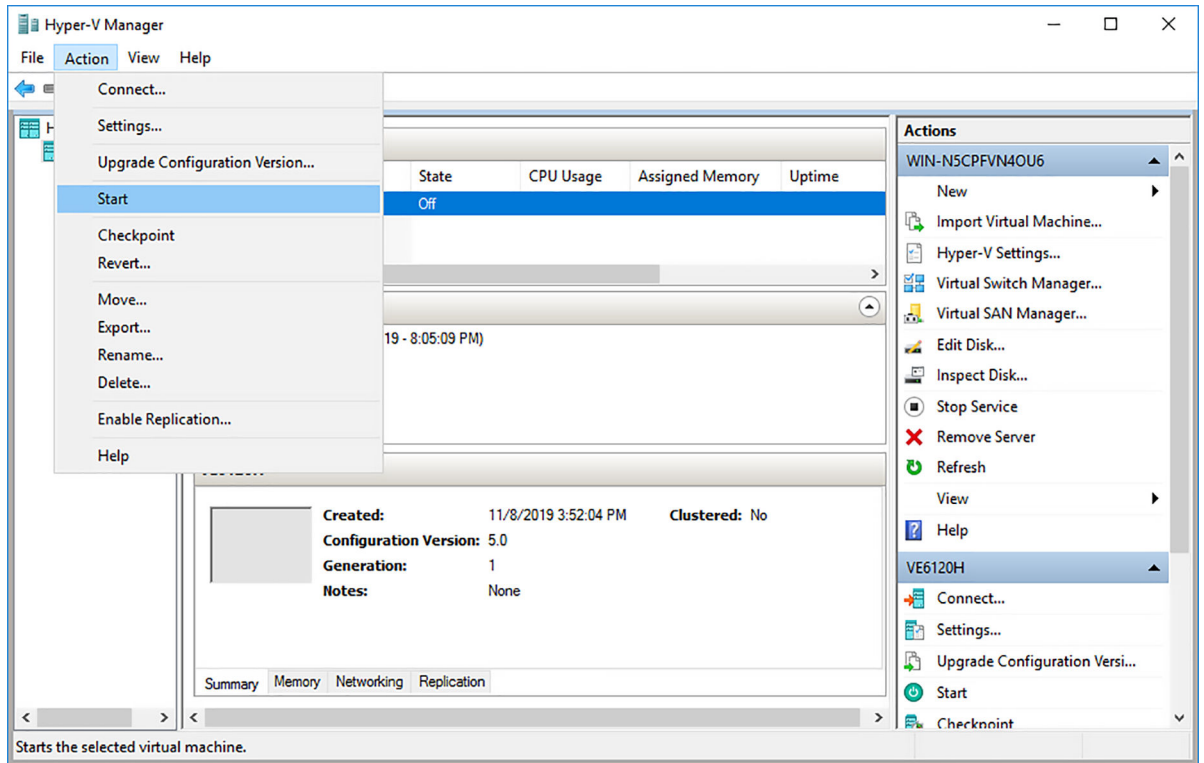 Hyper-V Manager
File Action View Help
Connect...
Settings...
Upgrade Configuration Version...
Start
Checkpoint
Revert...
Move...
Export...
Rename...
Delete...
Enable Replication...
Help
State CPU Usage Assigned Memory Uptime
Off
19 - 8:05:09 PM)
Created: 11/8/2019 3:52:04 PM Clustered: No
Configuration Version: 5.0
Generation: 1
Notes: None
Summary Memory Networking Replication
Actions
WIN-N5CPFVN4OU6
New
Import Virtual Machine...
Hyper-V Settings...
Virtual Switch Manager...
Virtual SAN Manager...
Edit Disk...
Inspect Disk...
Stop Service
Remove Server
Refresh
View
Help
VE6120H
Connect...
Settings...
Upgrade Configuration Versi...
Start
Checkpoint
Starts the selected virtual machine.